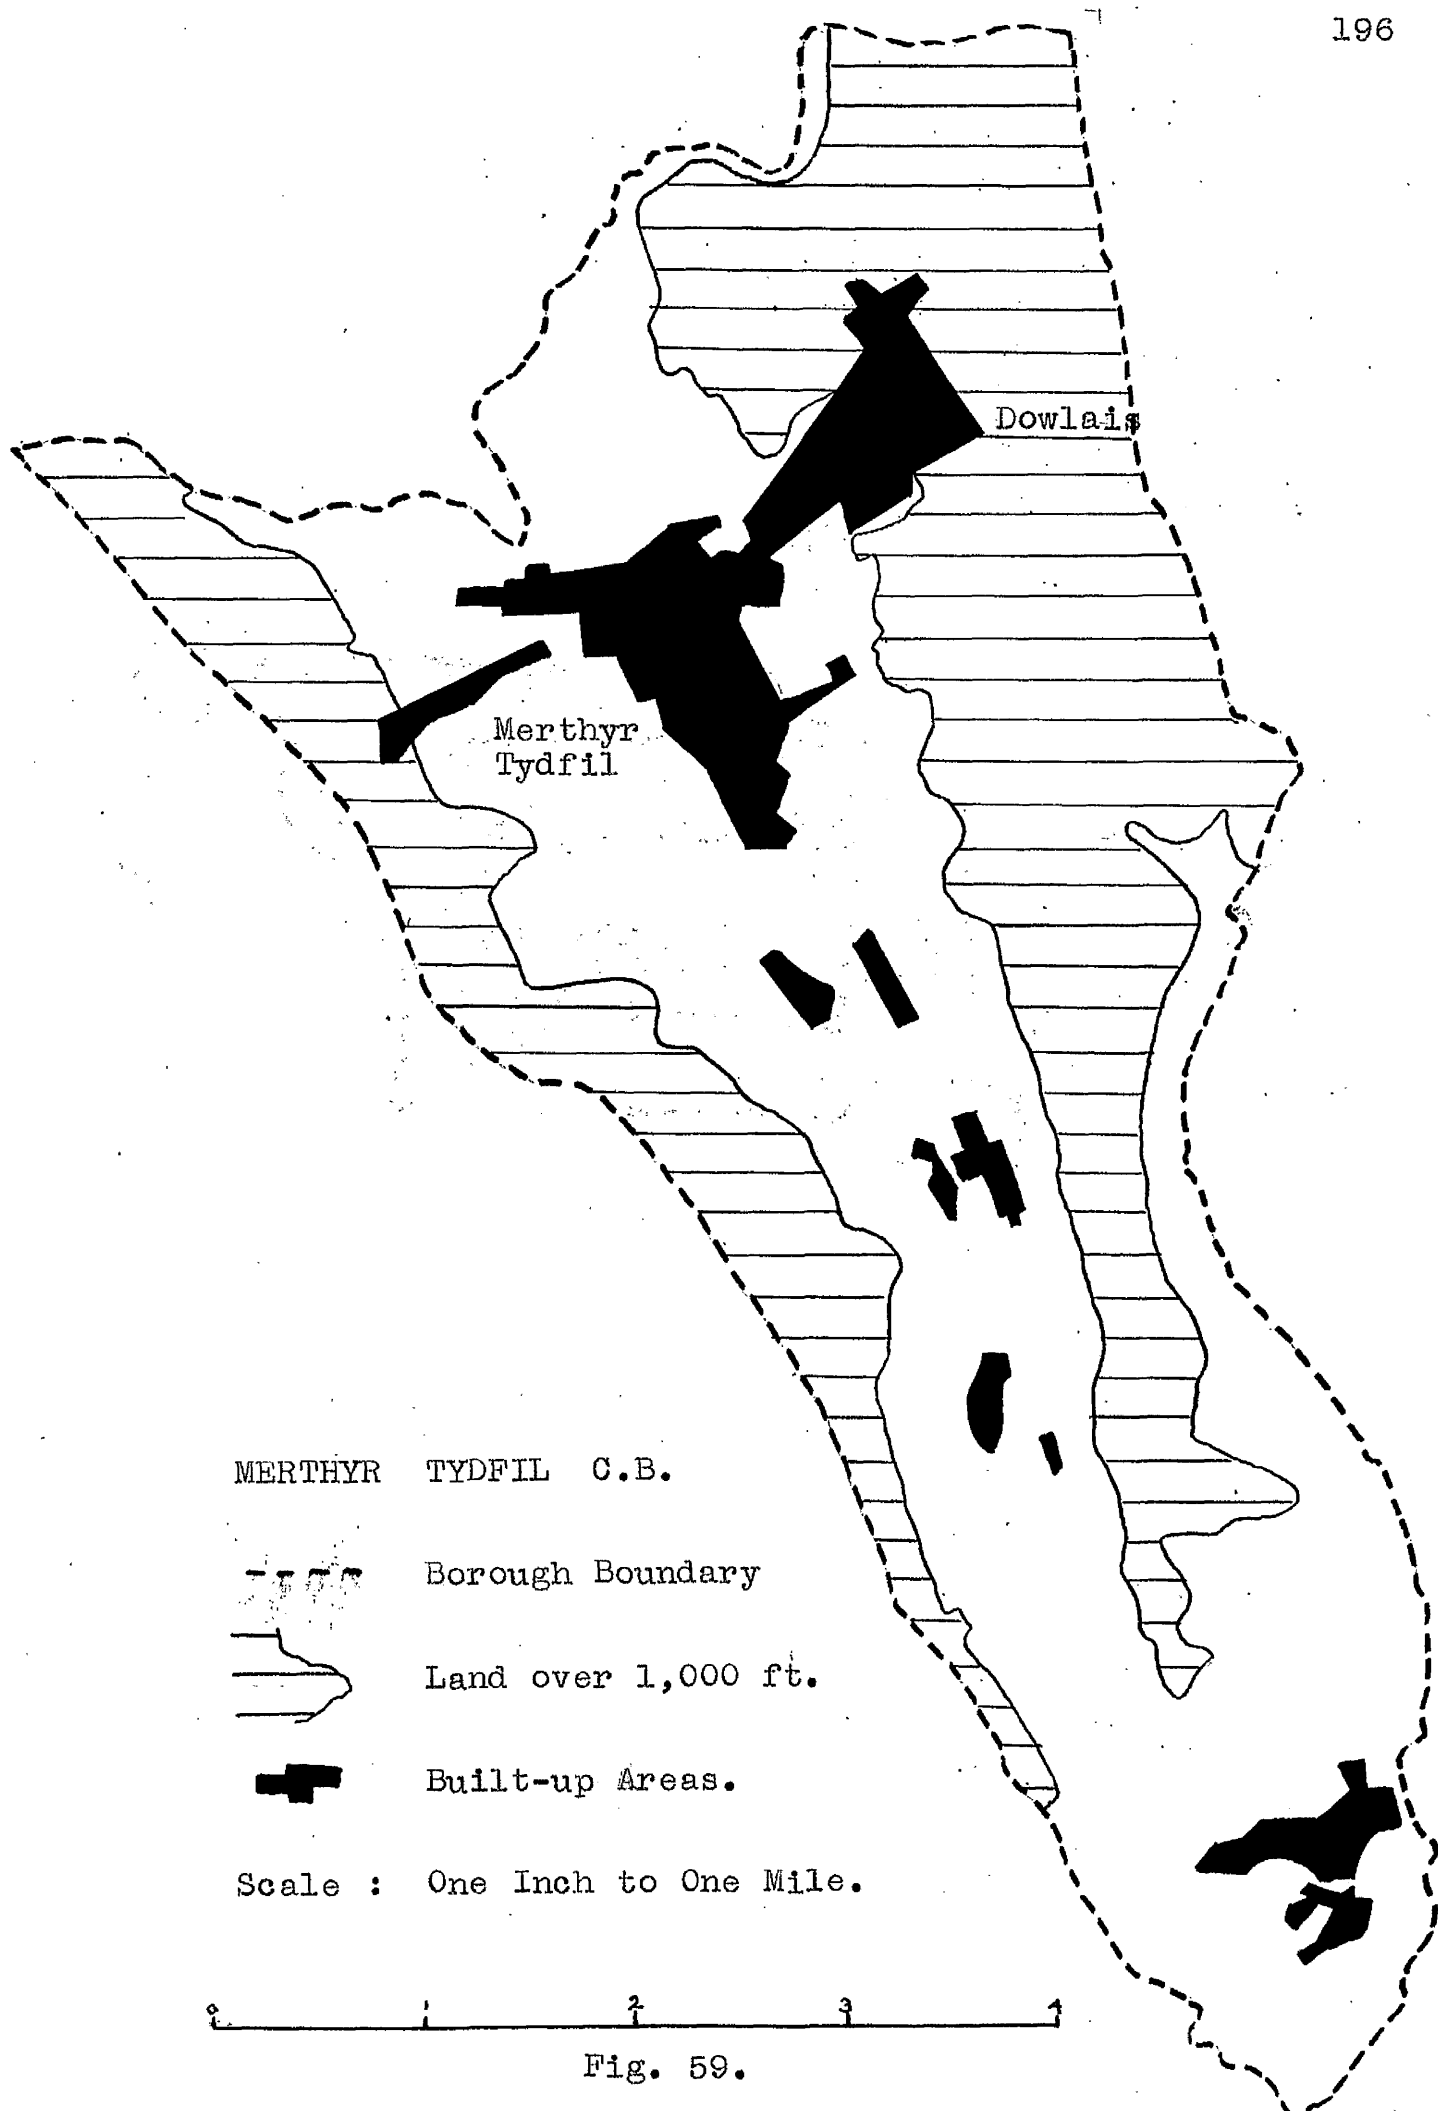 196
Dowlais
Merthyr
Tydfil
MERTHYR TYDFIL C.B.
Borough Boundary
Land over 1,000 ft.
Built-up Areas.
Scale : One Inch to One Mile.
0 1 2 3 4
Fig. 59.